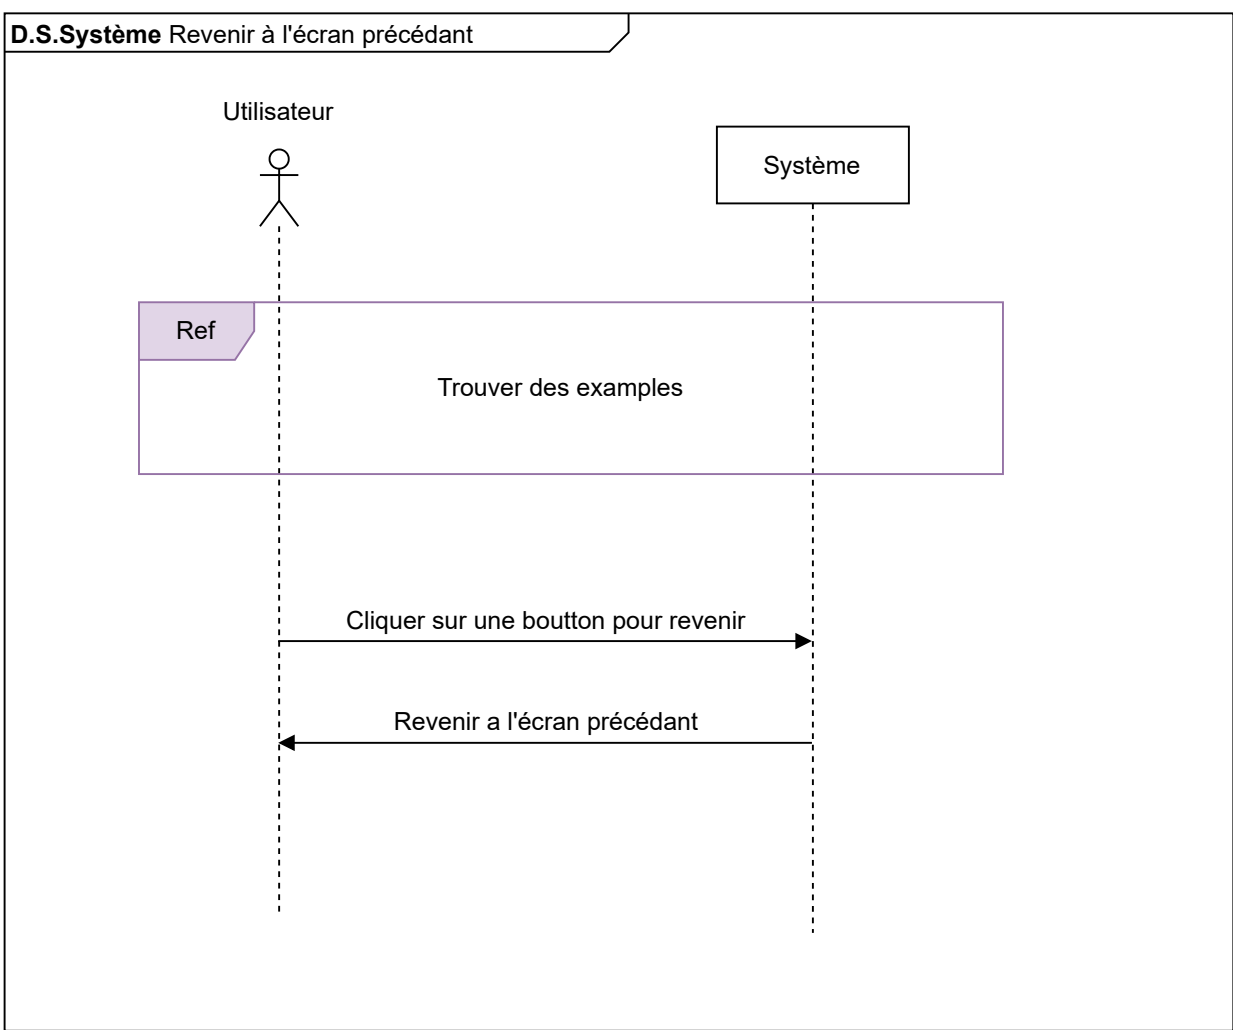 D.S.Système Revenir à l'écran précédant
Utilisateur
Système
Ref
Trouver des examples
Cliquer sur une boutton pour revenir
Revenir a l'écran précédant